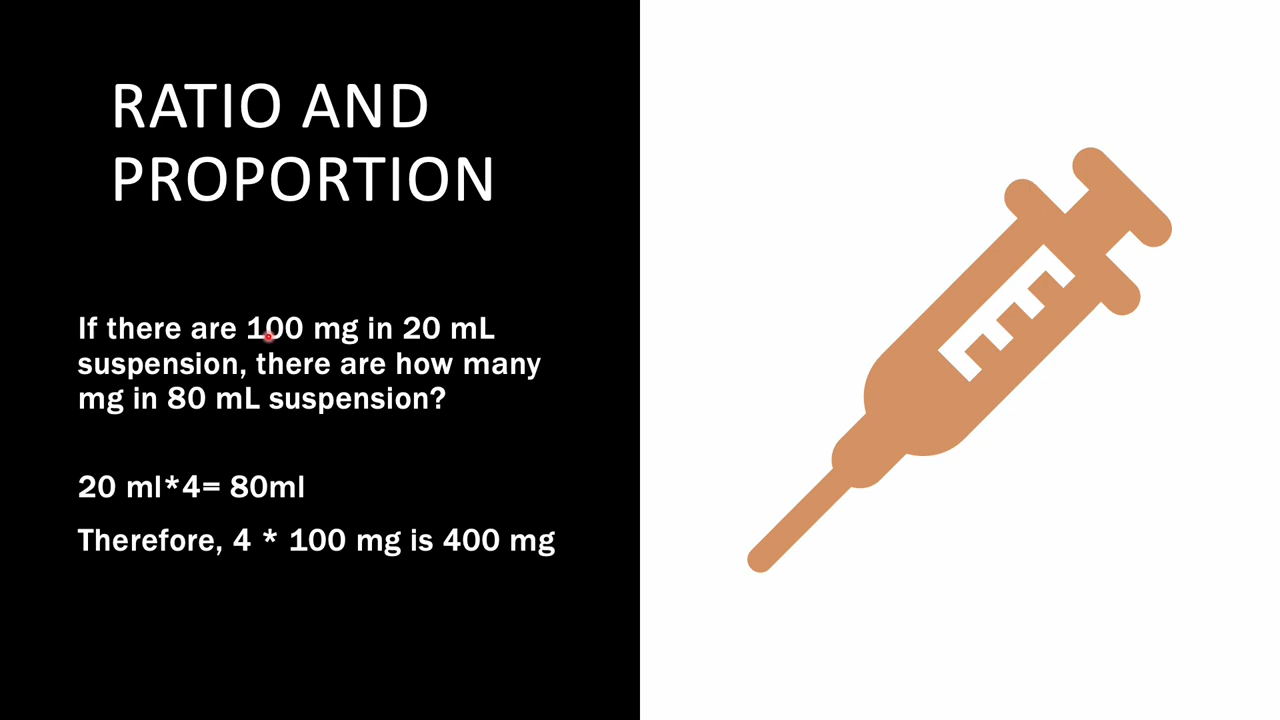 RATIO AND
PROPORTION
If there are 100 mg in 20 mL
suspension, there are how many
mg in 80 mL suspension?
20 ml*4= 80ml
Therefore, 4 * 100 mg is 400 mg